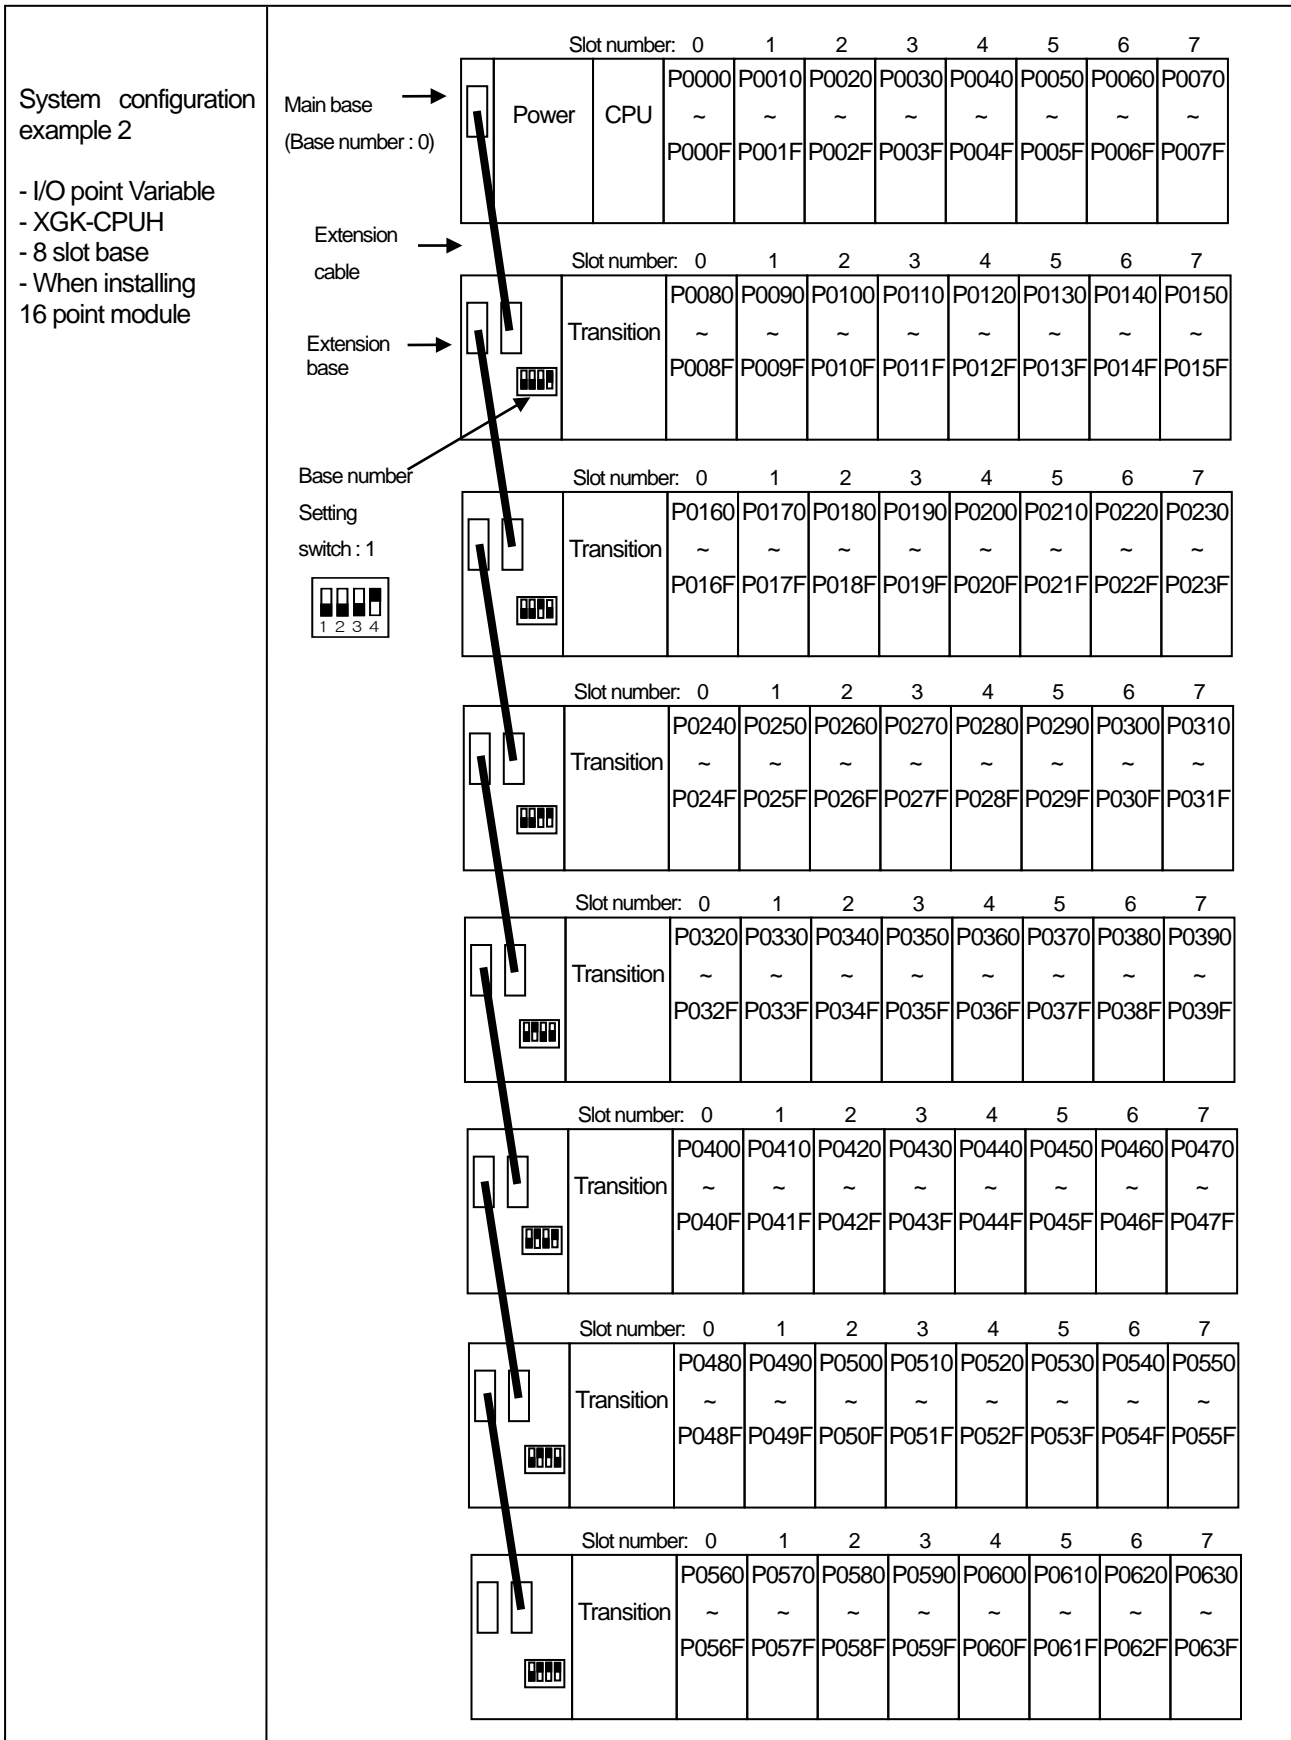 System configuration
example 2
- I/O point Variable
- XGK-CPUH
- 8 slot base
- When installing
16 point module
Main base
(Base number : 0)
Extension
cable
Extension
base
Base number
Setting
switch : 1
1 2 3 4
Slot number: 0 1 2 3 4 5 6 7
Power CPU
P0000 P0010 P0020 P0030 P0040 P0050 P0060 P0070
~ ~ ~ ~ ~ ~ ~ ~
P000F P001F P002F P003F P004F P005F P006F P007F
Slot number: 0 1 2 3 4 5 6 7
P0080 P0090 P0100 P0110 P0120 P0130 P0140 P0150
Transition ~ ~ ~ ~ ~ ~ ~ ~
P008F P009F P010F P011F P012F P013F P014F P015F
Slot number: 0 1 2 3 4 5 6 7
P0160 P0170 P0180 P0190 P0200 P0210 P0220 P0230
Transition ~ ~ ~ ~ ~ ~ ~ ~
P016F P017F P018F P019F P020F P021F P022F P023F
Slot number: 0 1 2 3 4 5 6 7
P0240 P0250 P0260 P0270 P0280 P0290 P0300 P0310
Transition ~ ~ ~ ~ ~ ~ ~ ~
P024F P025F P026F P027F P028F P029F P030F P031F
Slot number: 0 1 2 3 4 5 6 7
P0320 P0330 P0340 P0350 P0360 P0370 P0380 P0390
Transition ~ ~ ~ ~ ~ ~ ~ ~
P032F P033F P034F P035F P036F P037F P038F P039F
Slot number: 0 1 2 3 4 5 6 7
P0400 P0410 P0420 P0430 P0440 P0450 P0460 P0470
Transition ~ ~ ~ ~ ~ ~ ~ ~
P040F P041F P042F P043F P044F P045F P046F P047F
Slot number: 0 1 2 3 4 5 6 7
P0480 P0490 P0500 P0510 P0520 P0530 P0540 P0550
Transition ~ ~ ~ ~ ~ ~ ~ ~
P048F P049F P050F P051F P052F P053F P054F P055F
Slot number: 0 1 2 3 4 5 6 7
P0560 P0570 P0580 P0590 P0600 P0610 P0620 P0630
Transition ~ ~ ~ ~ ~ ~ ~ ~
P056F P057F P058F P059F P060F P061F P062F P063F